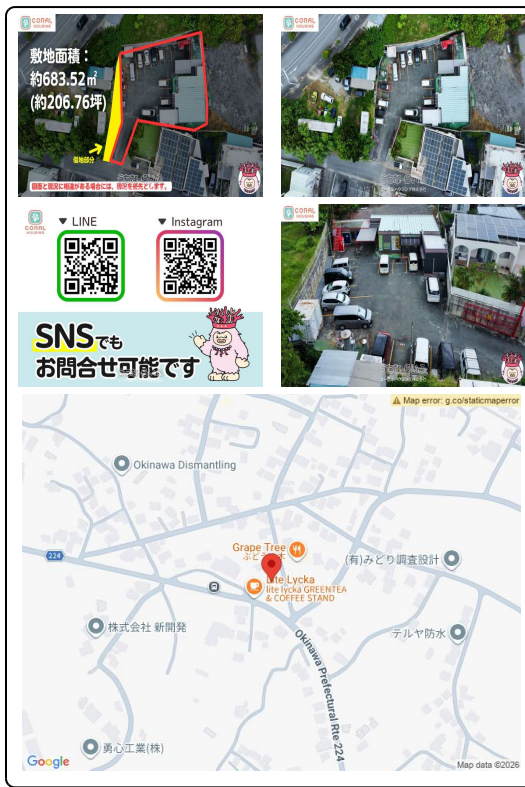 CORAL
HOUSING
敷地面積：
約683.52㎡
(約206.76坪)
借地部分
図面と現況に相違がある場合には、現況を優先とします。
CORAL
HOUSING
CORAL
HOUSING
▼ LINE
▼ Instagram
SNSでも
お問合せ可能です
CORAL
HOUSING
Map error: g.co/staticmaperror
Okinawa Dismantling
224
Grape Tree
(有)みどり調査設計
Lite Lycka
lite lycka GREENTEA
& COFFEE STAND
株式会社 新開発
テルヤ防水
Okinawa Prefectural Rte 224
勇心工業(株)
Google
Map data ©2026